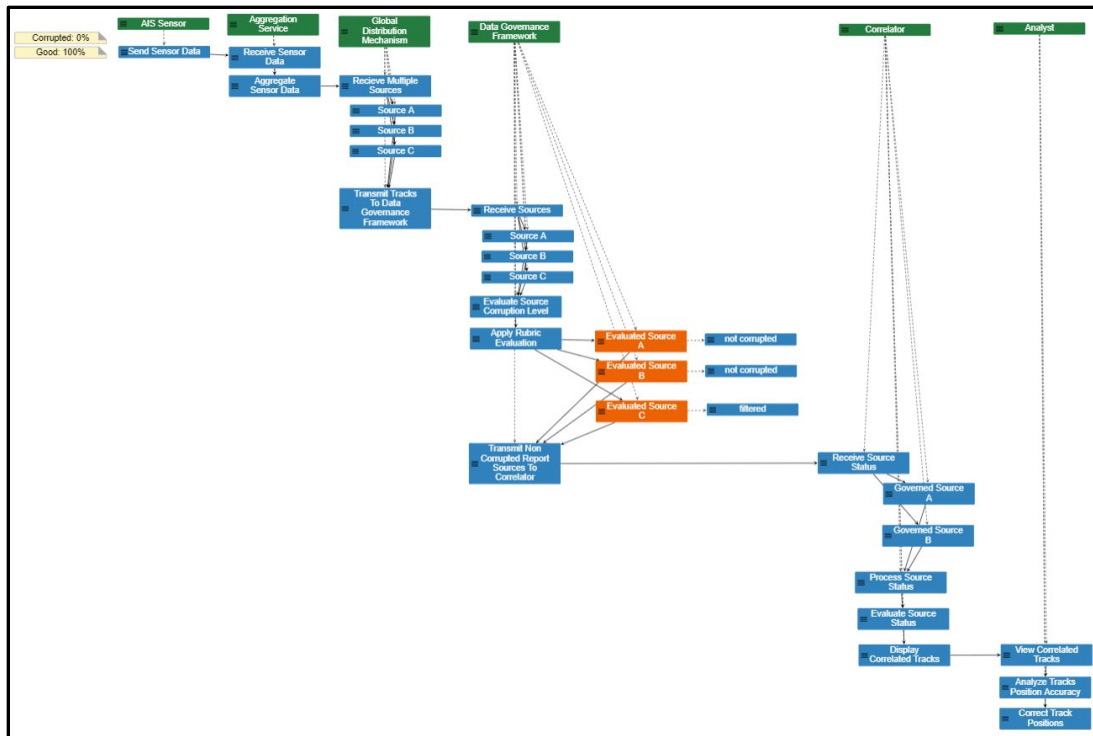 AIS Sensor
Aggregation
Service
Global
Distribution
Mechanism
Data Governance
Framework
Correlator
Analyst
Corrupted: 0%
Good: 100%
Send Sensor Data
Receive Sensor
Data
Aggregate
Sensor Data
Recieve Multiple
Sources
Source A
Source B
Source C
Transmit Tracks
To Data
Governance
Framework
Receive Sources
Source A
Source B
Source C
Evaluate Source
Corruption Level
Apply Rubric
Evaluation
Evaluated Source
A
not corrupted
Evaluated Source
B
not corrupted
Evaluated Source
C
filtered
Transmit Non
Corrupted Report
Sources To
Correlator
Receive Source
Status
Governed Source
A
Governed Source
B
Process Source
Status
Evaluate Source
Status
Display
Correlated Tracks
View Correlated
Tracks
Analyze Tracks
Position Accuracy
Correct Track
Positions